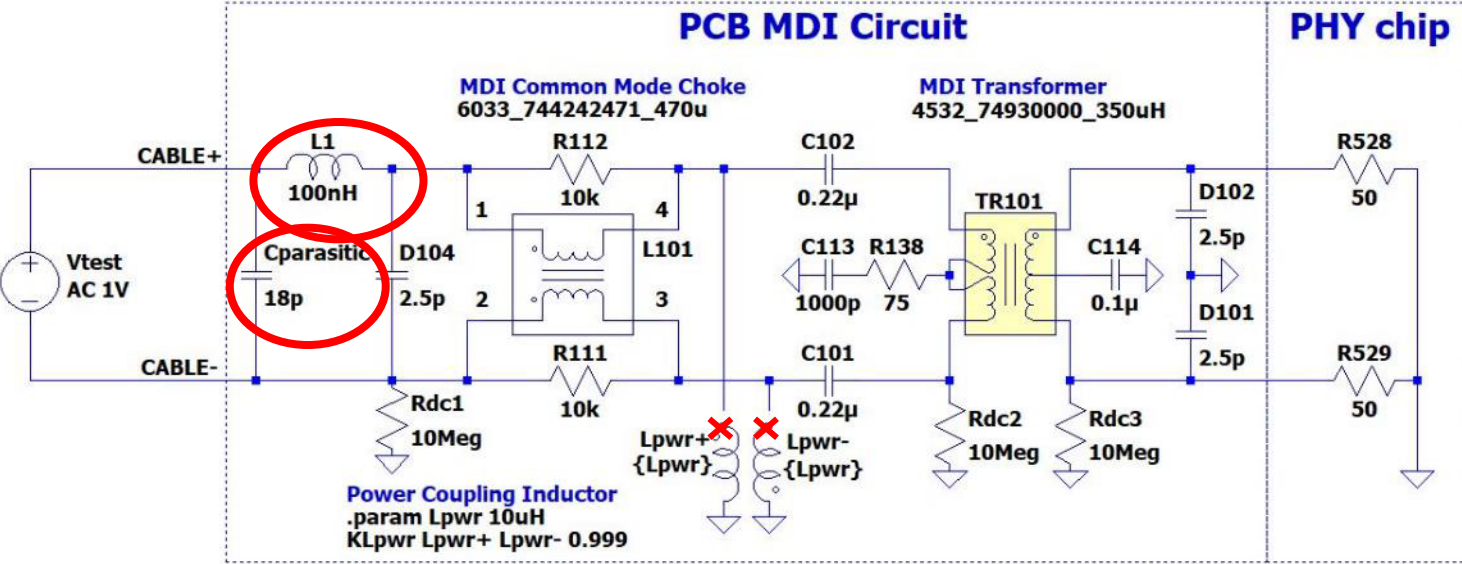 PCB MDI Circuit
PHY chip
MDI Common Mode Choke
6033_744242471_470u
MDI Transformer
4532_74930000_350uH
CABLE+
L1
100nH
R112
10k
C102
0.22µ
R528
50
1
4
TR101
D102
2.5p
Vtest
AC 1V
Cparasitic
18p
D104
2.5p
L101
2
3
C113
1000p
R138
75
C114
0.1µ
D101
2.5p
CABLE-
R111
10k
C101
0.22µ
R529
50
Rdc1
10Meg
Lpwr+
{Lpwr}
Lpwr-
{Lpwr}
Rdc2
10Meg
Rdc3
10Meg
Power Coupling Inductor
.param Lpwr 10uH
KLpwr Lpwr+ Lpwr- 0.999